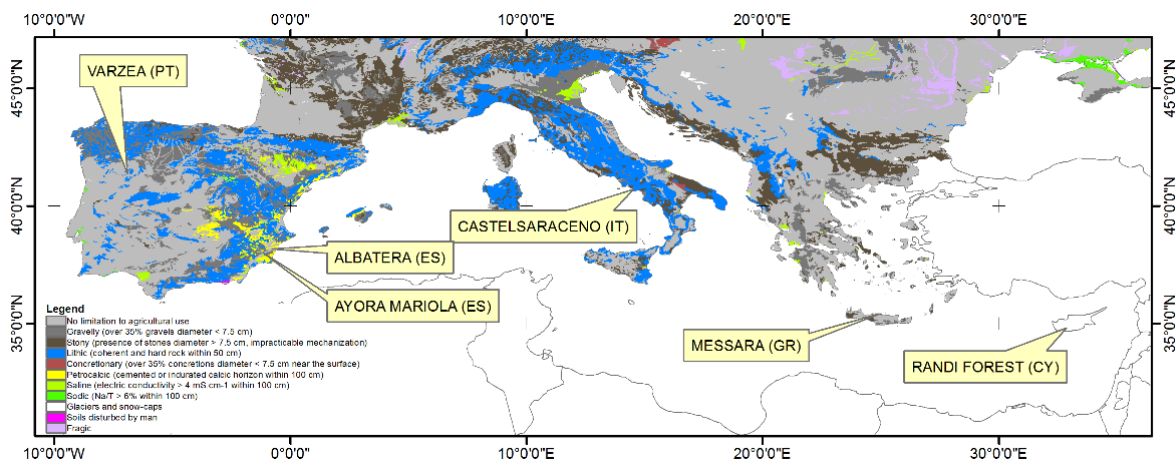 10°0'0"W
0°0'0"
10°0'0"E
20°0'0"E
30°0'0"E
45°0'0"N
40°0'0"N
35°0'0"N
45°0'0"N
40°0'0"N
35°0'0"N
VARZEA (PT)
CASTELSARACENO (IT)
ALBATERA (ES)
AYORA MARIOLA (ES)
MESSARA (GR)
RANDI FOREST (CY)
Legend
No limitation to agricultural use
Gravelly (over 35% gravels diameter < 7.5 cm)
Stony (presence of stones diameter > 7.5 cm, impracticable mechanization)
Lithic (coherent and hard rock within 50 cm)
Concretionary (over 35% concretions diameter < 7.5 cm near the surface)
Petrocalcic (cemented or indurated calcic horizon within 100 cm)
Saline (electric conductivity > 4 mS cm-1 within 100 cm)
Sodic (Na/T > 6% within 100 cm)
Glaciers and snow-caps
Soils disturbed by man
Fragic
10°0'0"W
0°0'0"
10°0'0"E
20°0'0"E
30°0'0"E